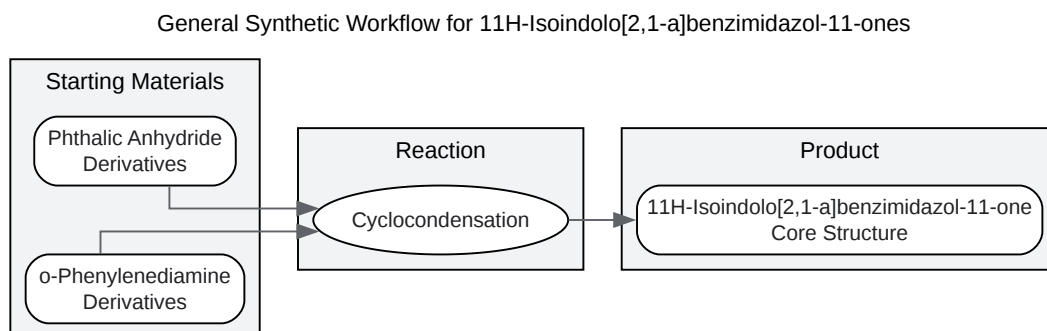 General Synthetic Workflow for 11H-Isoindolo[2,1-a]benzimidazol-11-ones
Starting Materials
Phthalic Anhydride
Derivatives
o-Phenylenediamine
Derivatives
Reaction
Cyclocondensation
Product
11H-Isoindolo[2,1-a]benzimidazol-11-one
Core Structure